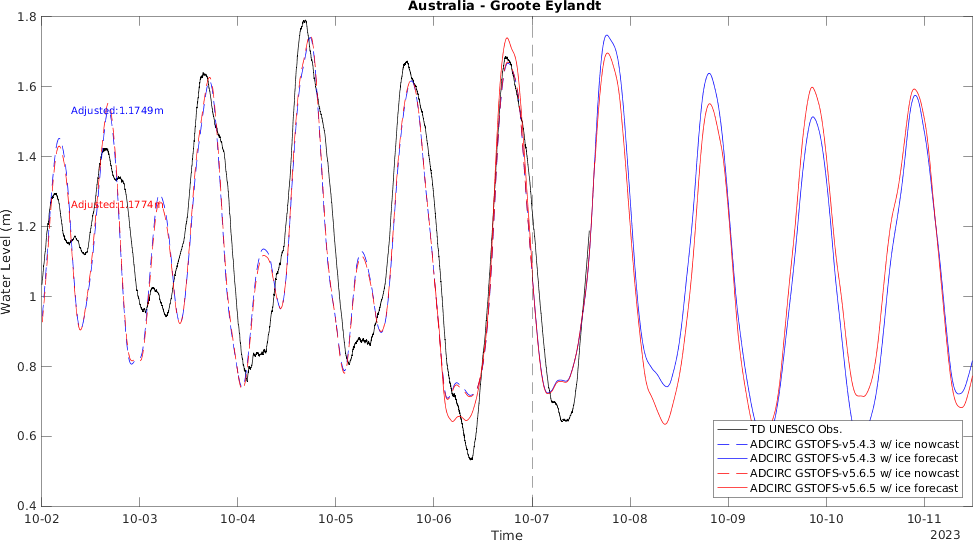 Australia - Groote Eylandt
1.8
1.6
1.4
1.2
1
0.8
0.6
0.4
Water Level (m)
Adjusted:1.1749m
Adjusted:1.1774m
TD UNESCO Obs.
ADCIRC GSTOFS-v5.4.3 w/ ice nowcast
ADCIRC GSTOFS-v5.4.3 w/ ice forecast
ADCIRC GSTOFS-v5.6.5 w/ ice nowcast
ADCIRC GSTOFS-v5.6.5 w/ ice forecast
10-02 10-03 10-04 10-05 10-06 10-07 10-08 10-09 10-10 10-11
Time
2023